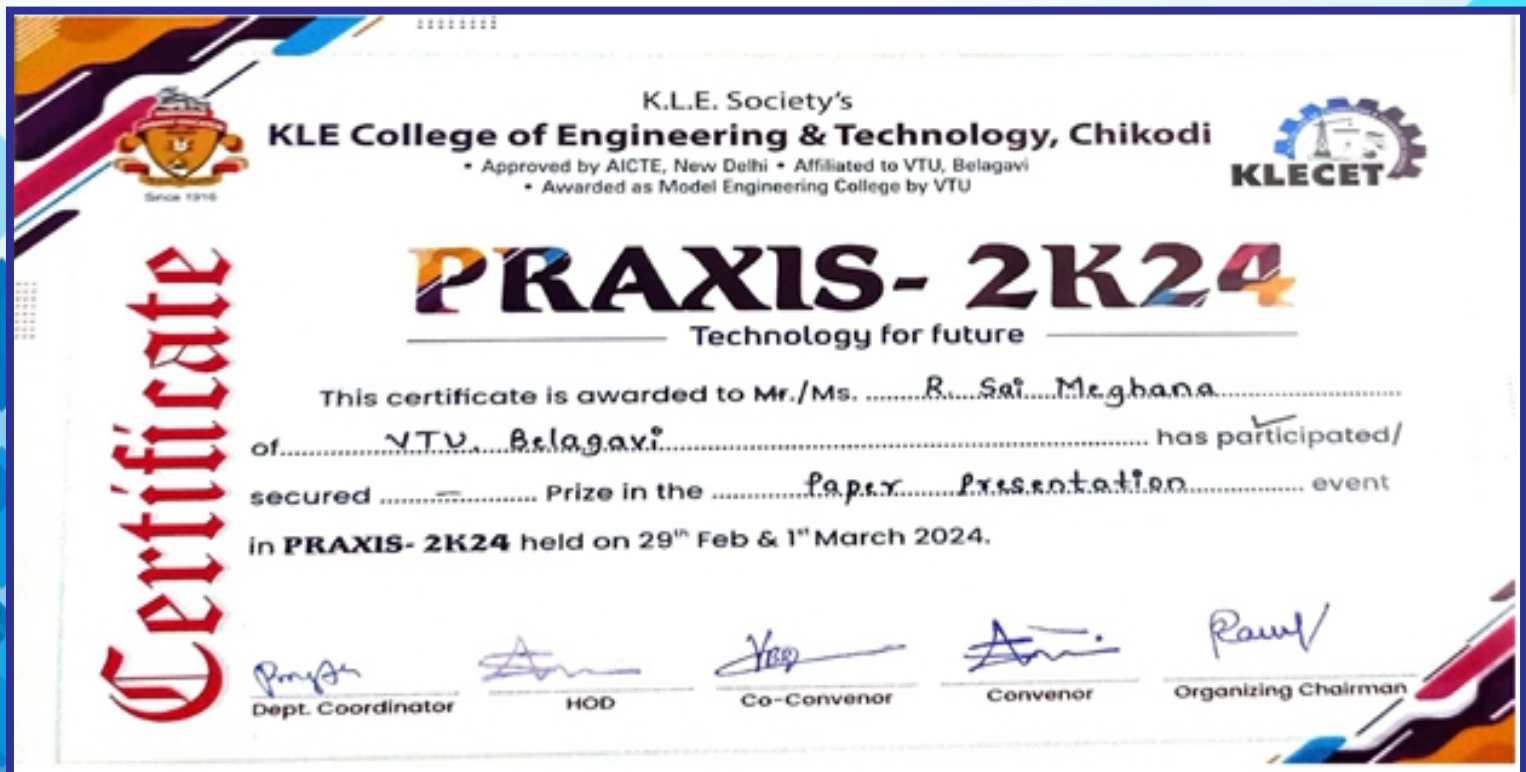 K.L.E. Society's
KLE College of Engineering & Technology, Chikodi
• Approved by AICTE, New Delhi • Affiliated to VTU, Belagavi
• Awarded as Model Engineering College by VTU
Since 1916
KLECET
Certificate
PRAXIS- 2K24
Technology for future
This certificate is awarded to Mr./Ms. R. Sai Meghana
of VTU, Belagavi has participated/
secured – Prize in the Paper Presentation event
in PRAXIS- 2K24 held on 29th Feb & 1st March 2024.
Dept. Coordinator HOD Co-Convenor Convenor Organizing Chairman